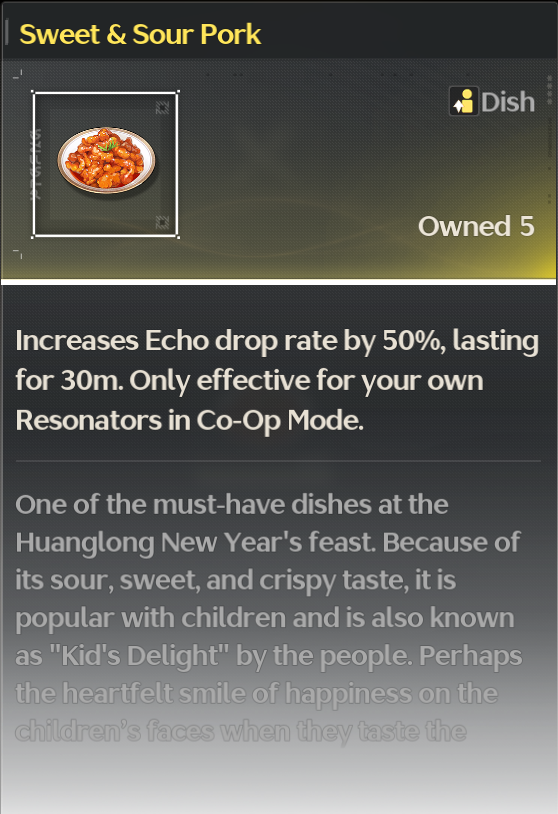 Sweet & Sour Pork
Dish
Owned 5
Increases Echo drop rate by 50%, lasting
for 30m. Only effective for your own
Resonators in Co-Op Mode.
One of the must-have dishes at the
Huanglong New Year's feast. Because of
its sour, sweet, and crispy taste, it is
popular with children and is also known
as "Kid's Delight" by the people. Perhaps
the heartfelt smile of happiness on the
children’s faces when they taste the